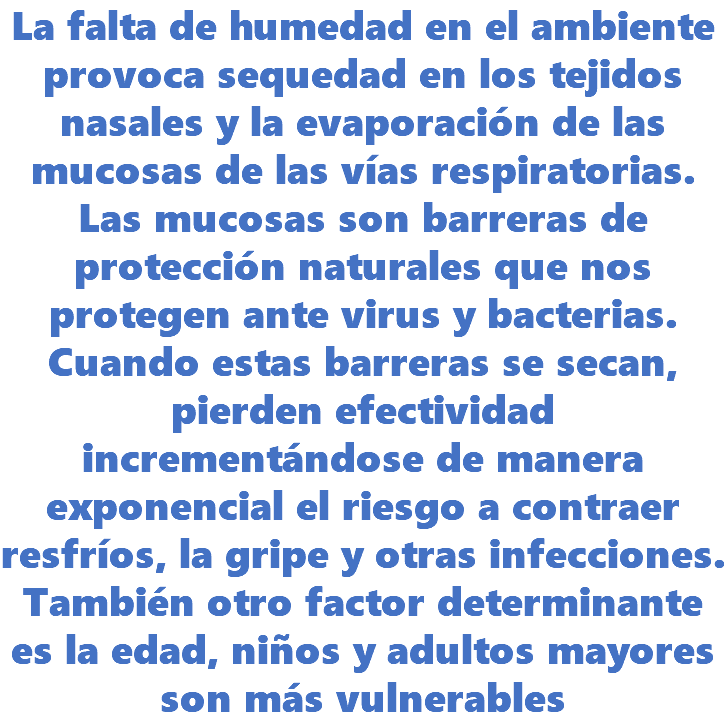 La falta de humedad en el ambiente
provoca sequedad en los tejidos
nasales y la evaporación de las
mucosas de las vías respiratorias.
Las mucosas son barreras de
protección naturales que nos
protegen ante virus y bacterias.
Cuando estas barreras se secan,
pierden efectividad
incrementándose de manera
exponencial el riesgo a contraer
resfríos, la gripe y otras infecciones.
También otro factor determinante
es la edad, niños y adultos mayores
son más vulnerables